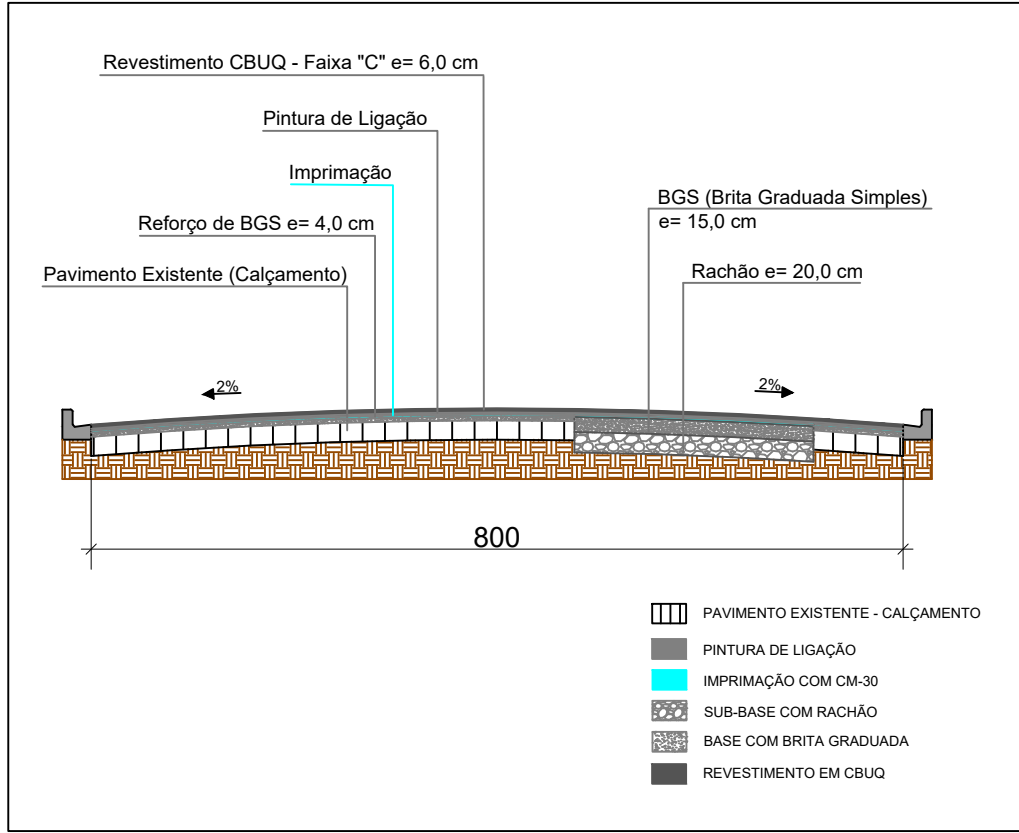 Revestimento CBUQ - Faixa "C" e= 6,0 cm
Pintura de Ligação
Imprimação
Reforço de BGS e= 4,0 cm
Pavimento Existente (Calçamento)
BGS (Brita Graduada Simples)
e= 15,0 cm
Rachão e= 20,0 cm
2%
2%
800
PAVIMENTO EXISTENTE - CALÇAMENTO
PINTURA DE LIGAÇÃO
IMPRIMAÇÃO COM CM-30
SUB-BASE COM RACHÃO
BASE COM BRITA GRADUADA
REVESTIMENTO EM CBUQ